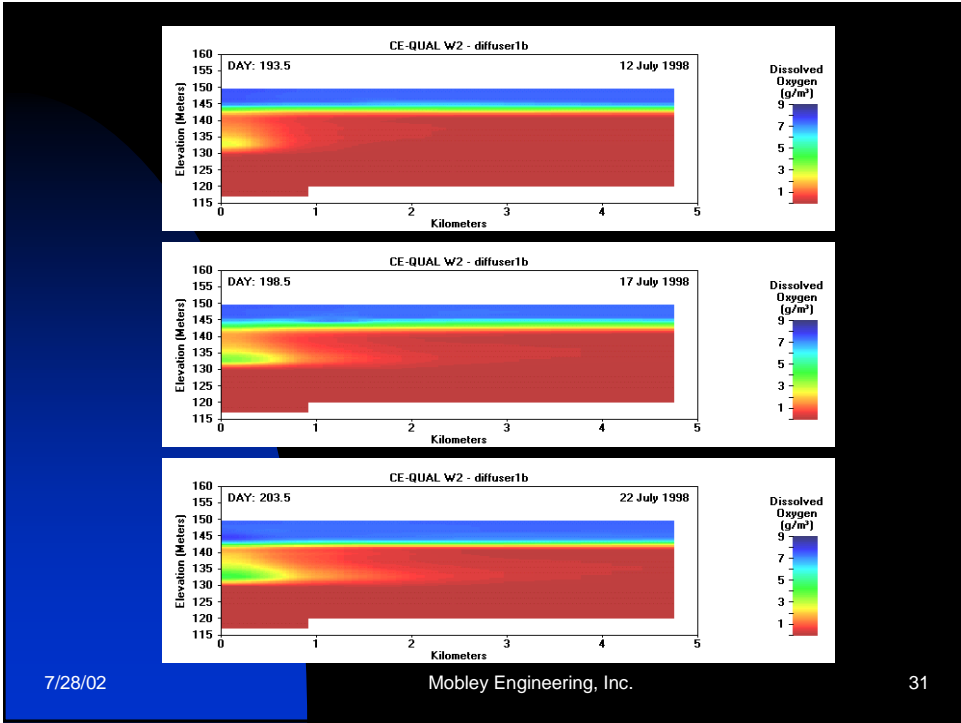 CE-QUAL W2 - diffuser1b
DAY: 193.5 12 July 1998
Elevation (Meters)
160
155
150
145
140
135
130
125
120
115
0 1 2 3 4 5
Kilometers
Dissolved
Oxygen
(g/m³)
9
7
5
3
1
CE-QUAL W2 - diffuser1b
DAY: 198.5 17 July 1998
Elevation (Meters)
160
155
150
145
140
135
130
125
120
115
0 1 2 3 4 5
Kilometers
Dissolved
Oxygen
(g/m³)
9
7
5
3
1
CE-QUAL W2 - diffuser1b
DAY: 203.5 22 July 1998
Elevation (Meters)
160
155
150
145
140
135
130
125
120
115
0 1 2 3 4 5
Kilometers
Dissolved
Oxygen
(g/m³)
9
7
5
3
1
7/28/02 Mobley Engineering, Inc. 31